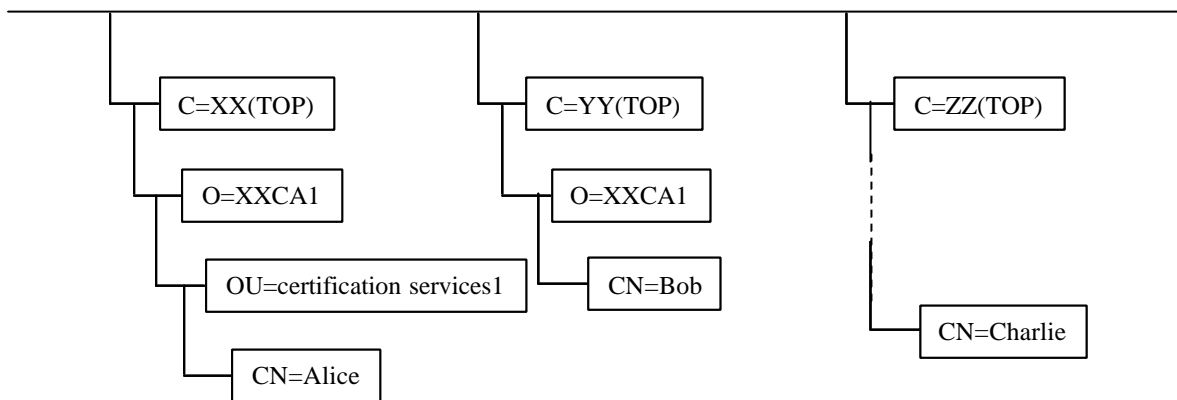 C=XX(TOP)
C=YY(TOP)
C=ZZ(TOP)
O=XXCA1
O=XXCA1
OU=certification services1
CN=Bob
CN=Charlie
CN=Alice